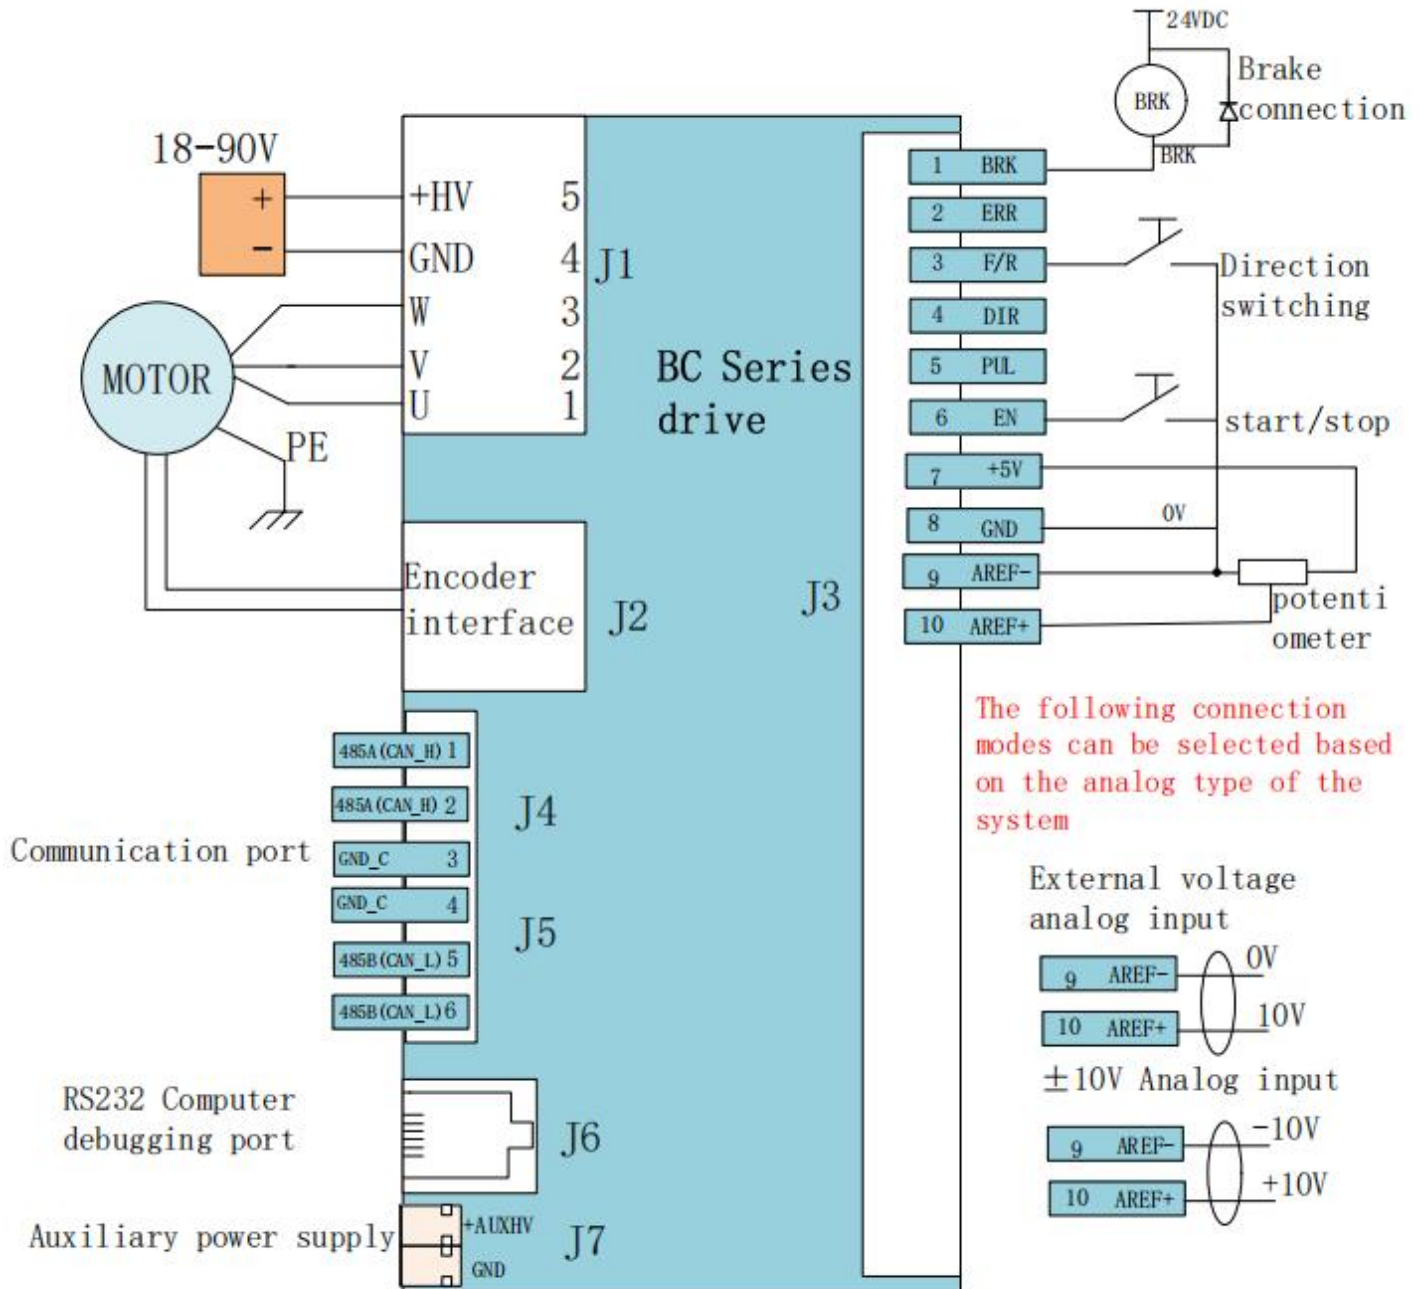 24VDC
BRK
Brake
connection
BRK
18-90V
+
-
+HV 5
GND 4
W 3
V 2
U 1
J1
MOTOR
PE
BC Series
drive
1 BRK
2 ERR
3 F/R
4 DIR
5 PUL
6 EN
7 +5V
8 GND
9 AREF-
10 AREF+
J3
Direction
switching
start/stop
0V
potenti
ometer
Encoder
interface
J2
The following connection
modes can be selected based
on the analog type of the
system
485A(CAN_H) 1
485A(CAN_H) 2
GND_C 3
GND_C 4
485B(CAN_L) 5
485B(CAN_L) 6
J4
J5
Communication port
External voltage
analog input
9 AREF-
0V
10 AREF+
10V
±10V Analog input
9 AREF-
-10V
10 AREF+
+10V
RS232 Computer
debugging port
J6
Auxiliary power supply
+AUXHV
GND
J7